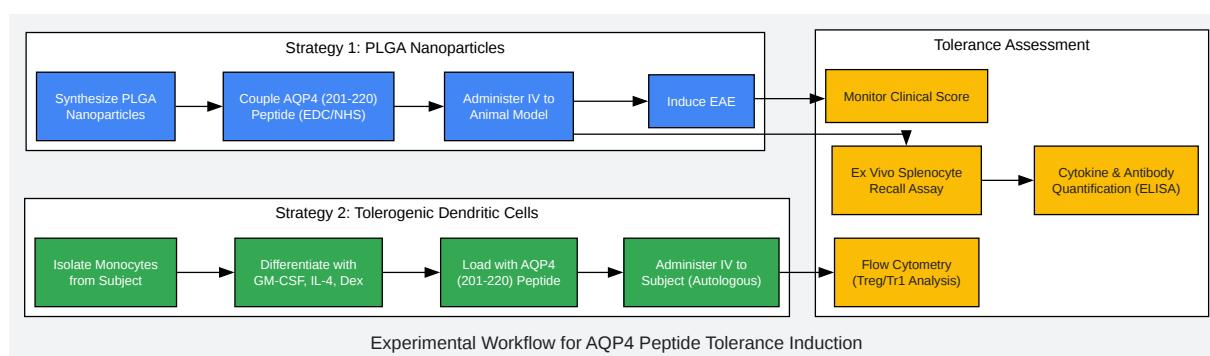 Strategy 1: PLGA Nanoparticles
Synthesize PLGA
Nanoparticles
Couple AQP4 (201-220)
Peptide (EDC/NHS)
Administer IV to
Animal Model
Induce EAE
Tolerance Assessment
Monitor Clinical Score
Ex Vivo Splenocyte
Recall Assay
Cytokine & Antibody
Quantification (ELISA)
Flow Cytometry
(Treg/Tr1 Analysis)
Strategy 2: Tolerogenic Dendritic Cells
Isolate Monocytes
from Subject
Differentiate with
GM-CSF, IL-4, Dex
Load with AQP4
(201-220) Peptide
Administer IV to
Subject (Autologous)
Experimental Workflow for AQP4 Peptide Tolerance Induction